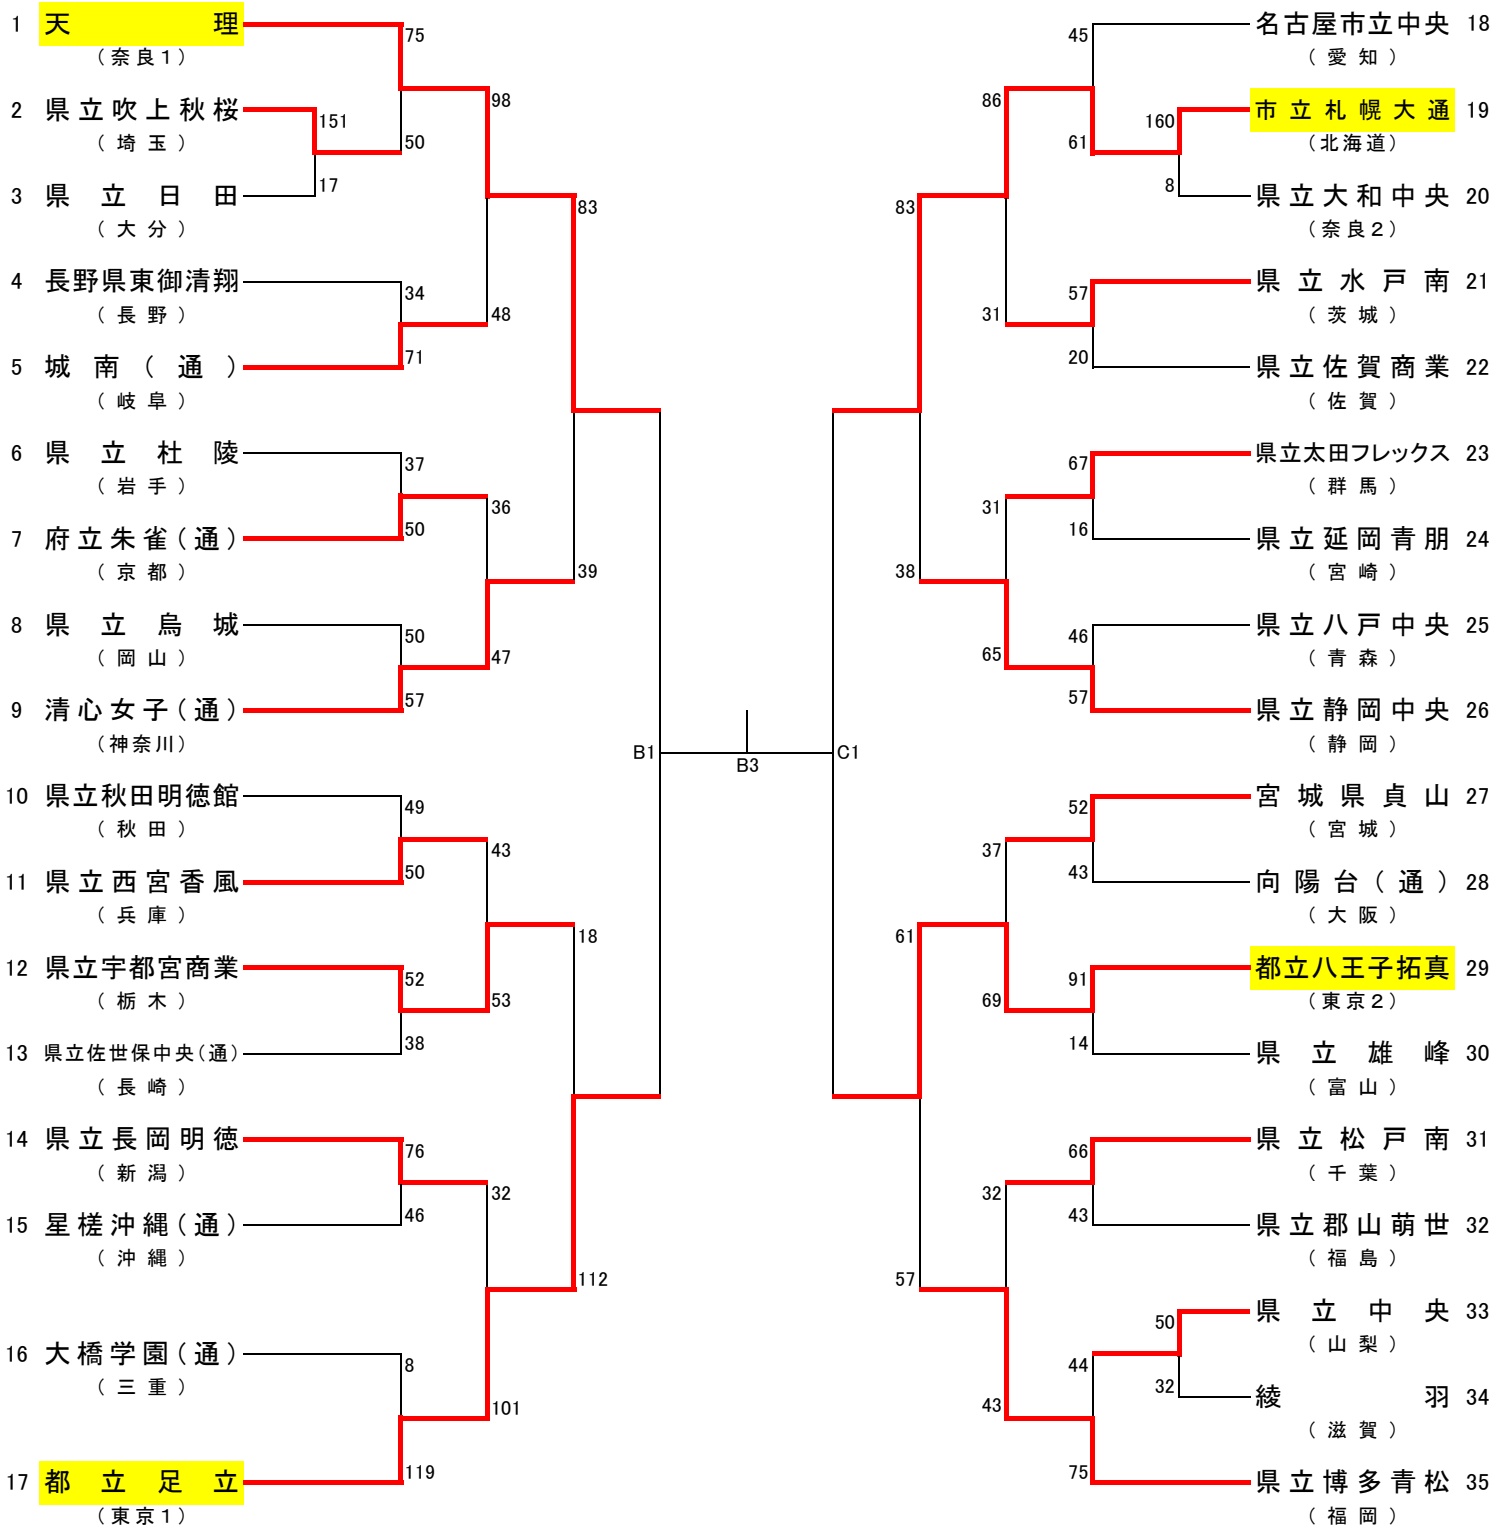 1 天理 75
(奈良1)
98
2 県立吹上秋桜 151
(埼玉) 50
3 県立日田 17
(大分)
83
4 長野県東御清翔 34
(長野) 48
5 城南(通) 71
(岐阜)
6 県立杜陵 37
(岩手) 36
7 府立朱雀(通) 50
(京都)
39
8 県立烏城 50
(岡山) 47
9 清心女子(通) 57
(神奈川)
B1
B3
C1
10 県立秋田明徳館 49
(秋田) 43
11 県立西宮香風 50
(兵庫)
18
12 県立宇都宮商業 52
(栃木) 53
13 県立佐世保中央(通) 38
(長崎)
14 県立長岡明徳 76
(新潟) 32
15 星槎沖縄(通) 46
(沖縄)
112
16 大橋学園(通) 8
(三重) 101
17 都立足立 119
(東京1)
45 名古屋市立中央 18
(愛知)
86
160 市立札幌大通 19
61 (北海道)
8 県立大和中央 20
(奈良2)
83
57 県立水戸南 21
31 (茨城)
20 県立佐賀商業 22
(佐賀)
67 県立太田フレックス 23
31 (群馬)
16 県立延岡青朋 24
(宮崎)
38
46 県立八戸中央 25
65 (青森)
57 県立静岡中央 26
(静岡)
52 宮城県貞山 27
37 (宮城)
43 向陽台(通) 28
(大阪)
61
91 都立八王子拓真 29
69 (東京2)
14 県立雄峰 30
(富山)
66 県立松戸南 31
32 (千葉)
43 県立郡山萌世 32
(福島)
57
50 県立中央 33
44 (山梨)
32 綾羽 34
43 (滋賀)
75 県立博多青松 35
(福岡)